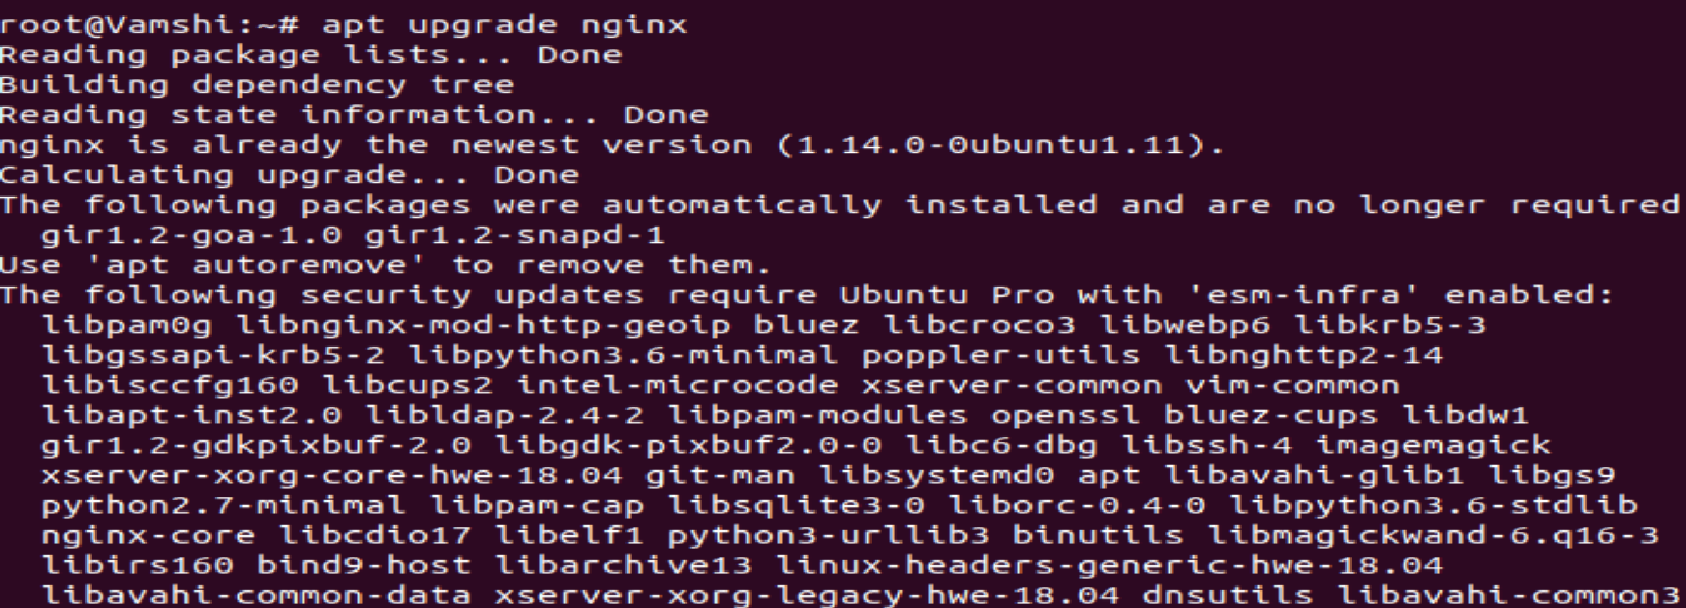 root@Vamshi:~# apt upgrade nginx
Reading package lists... Done
Building dependency tree
Reading state information... Done
nginx is already the newest version (1.14.0-0ubuntu1.11).
Calculating upgrade... Done
The following packages were automatically installed and are no longer required
  gir1.2-goa-1.0 gir1.2-snapd-1
Use 'apt autoremove' to remove them.
The following security updates require Ubuntu Pro with 'esm-infra' enabled:
  libpam0g libnginx-mod-http-geoip bluez libcroco3 libwebp6 libkrb5-3
  libgssapi-krb5-2 libpython3.6-minimal poppler-utils libnghttp2-14
  libisccfg160 libcups2 intel-microcode xserver-common vim-common
  libapt-inst2.0 libldap-2.4-2 libpam-modules openssl bluez-cups libdw1
  gir1.2-gdkpixbuf-2.0 libgdk-pixbuf2.0-0 libc6-dbg libssh-4 imagemagick
  xserver-xorg-core-hwe-18.04 git-man libsystemd0 apt libavahi-glib1 libgs9
  python2.7-minimal libpam-cap libsqlite3-0 liborc-0.4-0 libpython3.6-stdlib
  nginx-core libcdio17 libelf1 python3-urllib3 binutils libmagickwand-6.q16-3
  libirs160 bind9-host libarchive13 linux-headers-generic-hwe-18.04
  libavahi-common-data xserver-xorg-legacy-hwe-18.04 dnsutils libavahi-common3